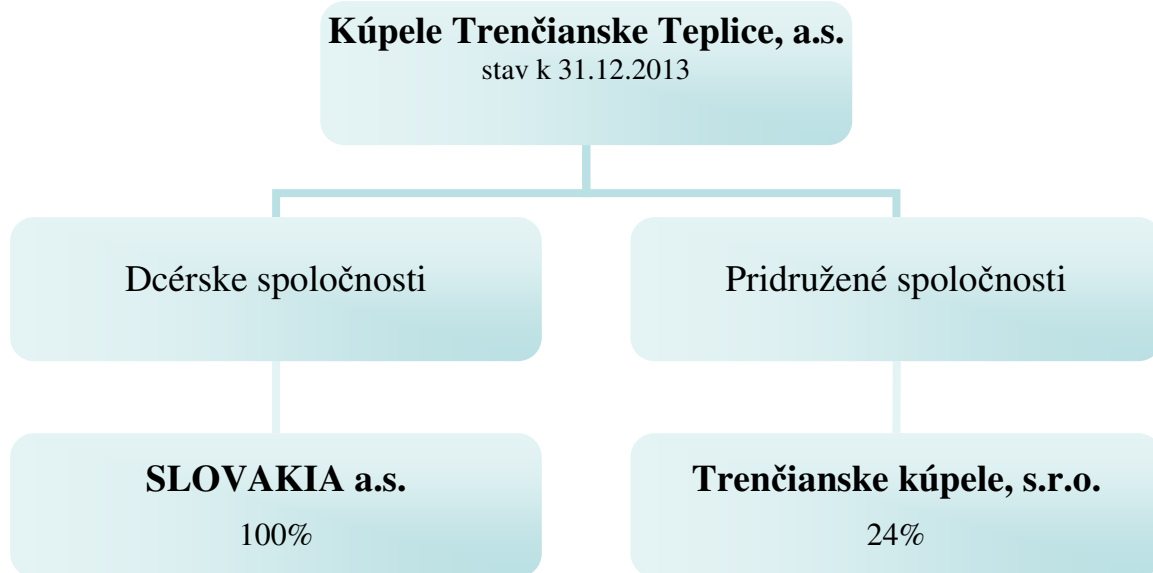 Kúpele Trenčianske Teplice, a.s.
stav k 31.12.2013
Dcérske spoločnosti
Pridružené spoločnosti
SLOVAKIA a.s.
100%
Trenčianske kúpele, s.r.o.
24%